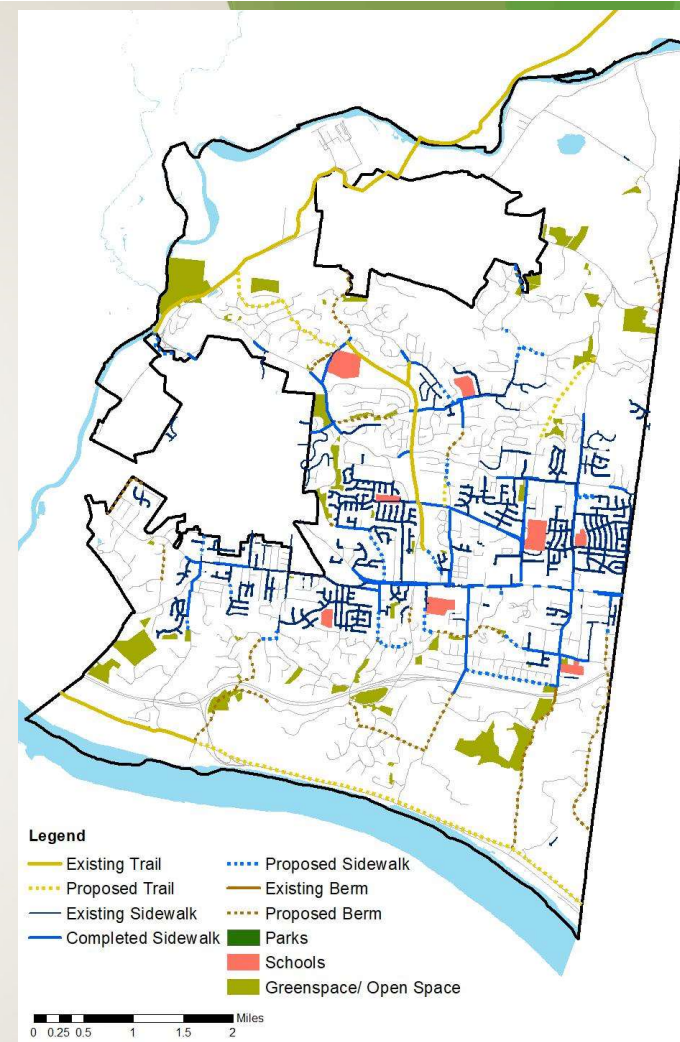 Legend
Existing Trail
Proposed Trail
Existing Sidewalk
Completed Sidewalk
Proposed Sidewalk
Existing Berm
Proposed Berm
Parks
Schools
Greenspace/ Open Space
Miles
0 0.25 0.5 1 1.5 2